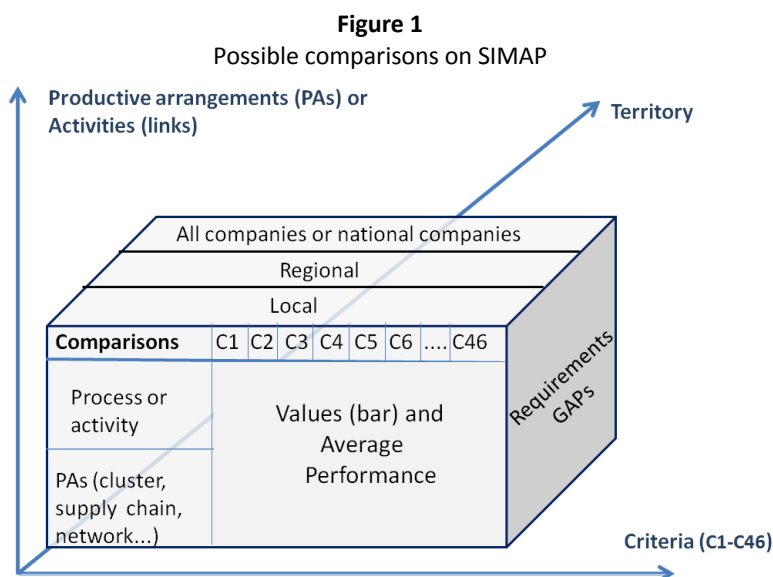 Figure 1
Possible comparisons on SIMAP
Productive arrangements (PAs) or
Activities (links)
Territory
All companies or national companies
Regional
Local
Comparisons C1 C2 C3 C4 C5 C6 .... C46
Process or
activity
Values (bar) and
Average
Performance
PAs (cluster,
supply chain,
network...)
Requirements
GAPs
Criteria (C1-C46)